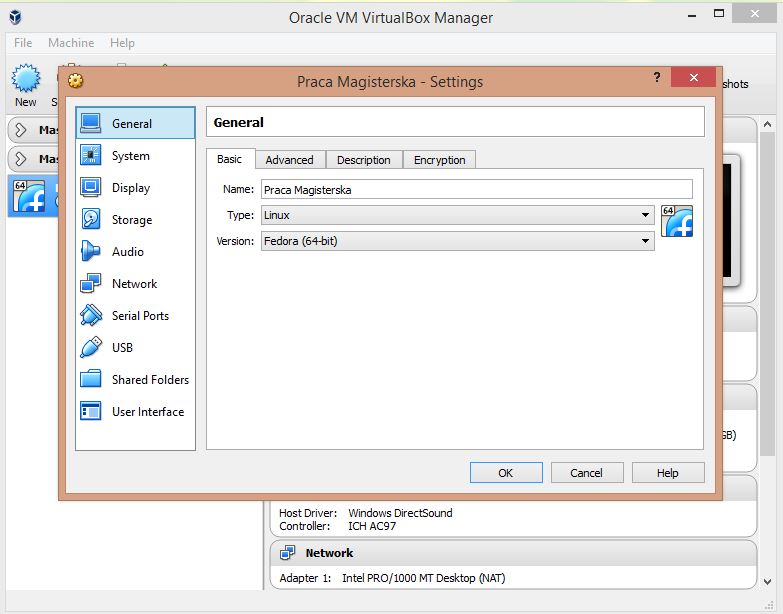 Oracle VM VirtualBox Manager
File Machine Help
New
Praca Magisterska - Settings
?
shots
General
System
Display
Storage
Audio
Network
Serial Ports
USB
Shared Folders
User Interface
General
Basic Advanced Description Encryption
Name: Praca Magisterska
Type: Linux
Version: Fedora (64-bit)
64
64
GB)
OK Cancel Help
Host Driver: Windows DirectSound
Controller: ICH AC97
Network
Adapter 1: Intel PRO/1000 MT Desktop (NAT)